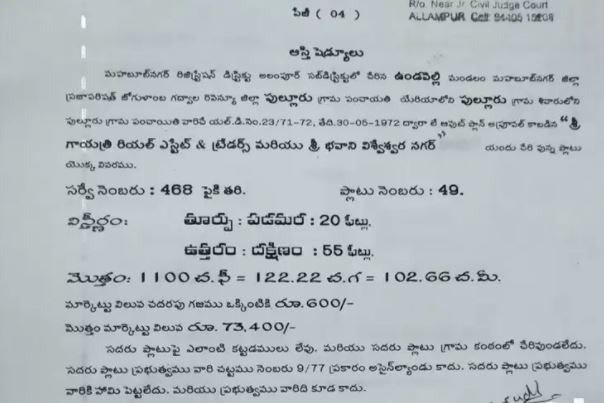 R/o. Near Jr. Civil Judge Court
పేజీ ( 04 )
ALLAMPUR Cell
ఆస్తి షెడ్యూలు
మహబూబ్‌నగర్ రిజిస్ట్రేషన్ డిస్ట్రిక్టు అలంపూర్ సబ్‌డిస్ట్రిక్టులో చేరిన ఉండవెల్లి మండలం మహబూబ్‌నగర్ జిల్లా
ప్రజాపరిషత్ జోగుళాంబ గద్వాల రెవెన్యూ జిల్లా పుల్లూరు గ్రామ పంచాయతి యేరియాలోని పుల్లూరు గ్రామ శివారులోని
పుల్లూరు గ్రామ పంచాయితి వారిచే యల్.డి.నం.23/71-72, తేది.30-05-1972 ద్వారా లే అవుట్ ప్లాన్ అప్రూవల్ కాబడిన “శ్రీ
గాయత్రి రియల్ ఎస్టేట్ & ట్రేడర్స్ మరియు శ్రీ భవాని విశ్వేశ్వర నగర్” యందు చేరి వున్న ప్లాటు
యొక్క వివరము.
సర్వే నెంబరు : 468 పైకి తరి. ప్లాటు నెంబరు : 49.
విస్తీర్ణం: తూర్పు : పడమర : 20 ఫీట్లు.
ఉత్తరం : దక్షిణం : 55 ఫీట్లు.
మొత్తం: 1100 చ.ఫీ = 122.22 చ.గ = 102.66 చ.మీ.
మార్కెట్టు విలువ చదరపు గజము ఒక్కింటికి రూ.600/-
మొత్తం మార్కెట్టు విలువ రూ. 73,400/-
సదరు ప్లాటుపై ఎలాంటి కట్టడములు లేవు. మరియు సదరు ప్లాటు గ్రామ కంఠంలో చేరివుండలేదు.
సదరు ప్లాటు ప్రభుత్వము వారి చట్టము నెంబరు 9/77 ప్రకారం అసైన్‌ల్యాండు కాదు. సదరు ప్లాటు ప్రభుత్వము
వారికి హామి పెట్టలేదు. మరియు ప్రభుత్వము వారిది కూడ కాదు.